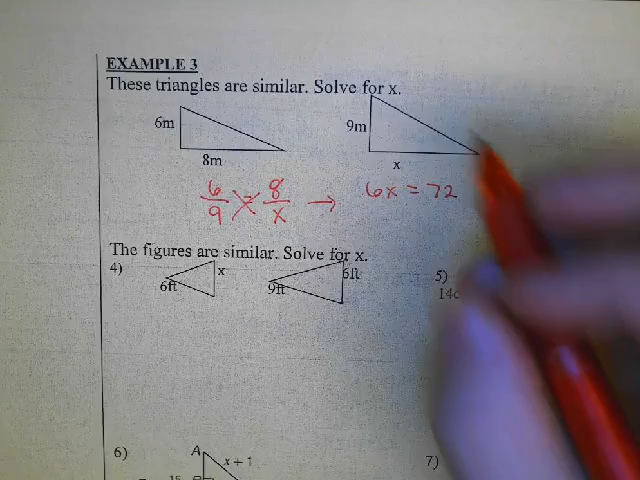 EXAMPLE 3
These triangles are similar. Solve for x.
6m
9m
8m
x
6/9 = 8/x → 6x = 72
The figures are similar. Solve for x.
4)
x
6ft
9ft
6ft
5)
6)
A
x + 1
7)